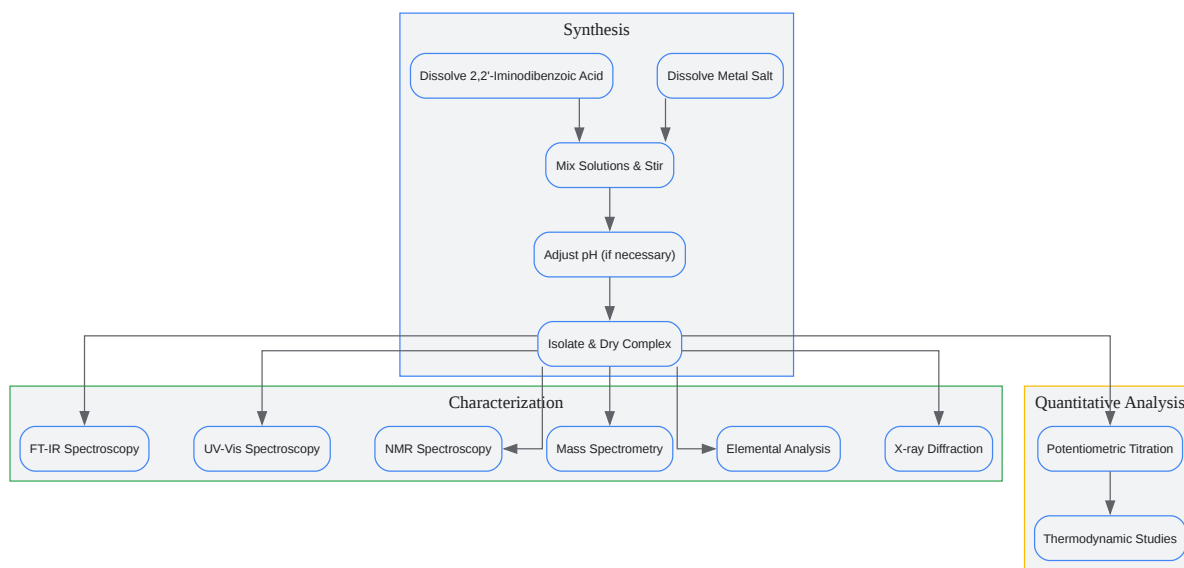 Synthesis
Dissolve 2,2'-Iminodibenzoic Acid
Dissolve Metal Salt
Mix Solutions & Stir
Adjust pH (if necessary)
Isolate & Dry Complex
Characterization
Quantitative Analysis
FT-IR Spectroscopy
UV-Vis Spectroscopy
NMR Spectroscopy
Mass Spectrometry
Elemental Analysis
X-ray Diffraction
Potentiometric Titration
Thermodynamic Studies